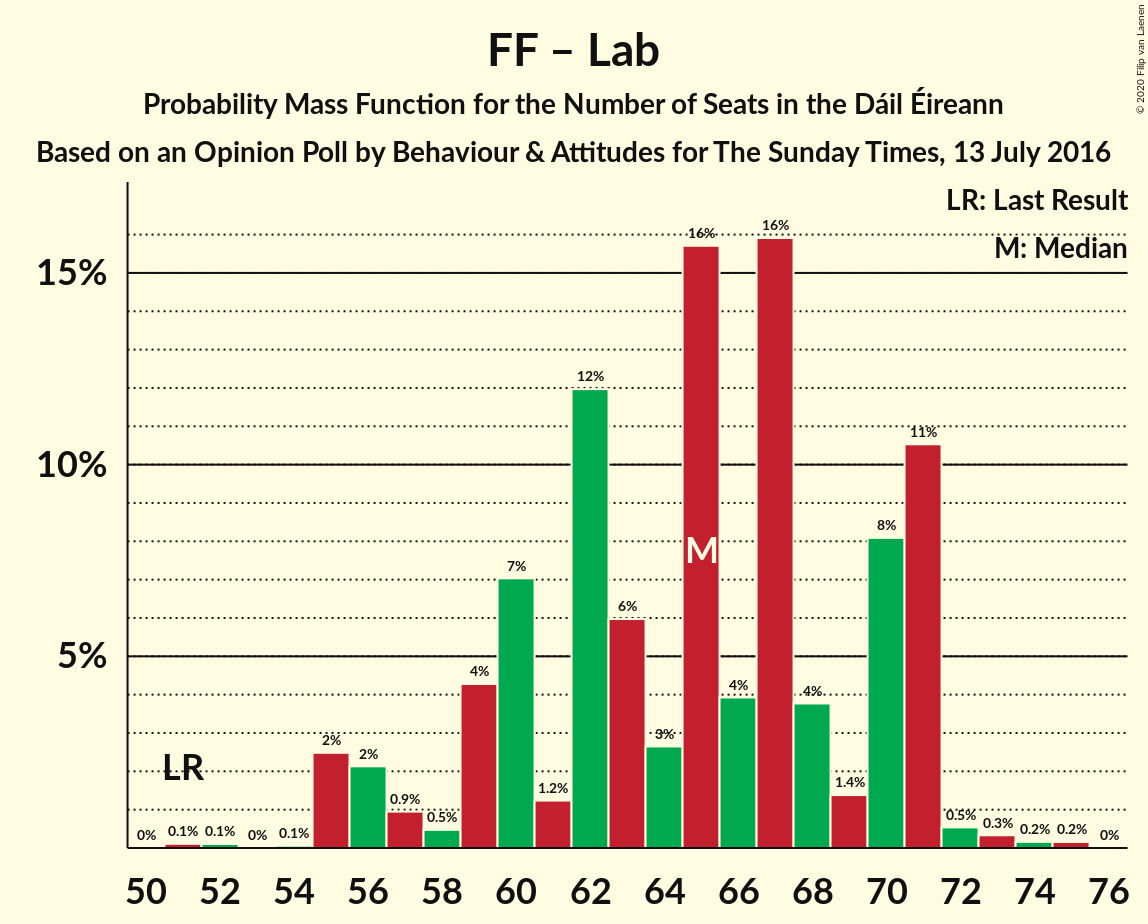 FF – Lab
Probability Mass Function for the Number of Seats in the Dáil Éireann
Based on an Opinion Poll by Behaviour & Attitudes for The Sunday Times, 13 July 2016
© 2020 Filip van Laenen
LR: Last Result
M: Median
15%
10%
5%
0% 0.1% 0.1% 0% 0.1% 2% 2% 0.9% 0.5% 4% 7% 1.2% 12% 6% 3% 16% 4% 16% 4% 1.4% 8% 11% 0.5% 0.3% 0.2% 0.2% 0%
LR
M
50 52 54 56 58 60 62 64 66 68 70 72 74 76